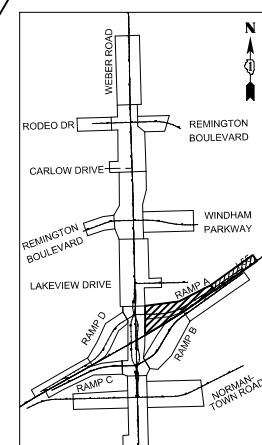 WEBER ROAD
N
RODEO DR
REMINGTON
BOULEVARD
CARLOW DRIVE
REMINGTON
BOULEVARD
WINDHAM
PARKWAY
LAKEVIEW DRIVE
RAMP A
I-55
RAMP D
RAMP B
RAMP C
NORMAN-
TOWN ROAD